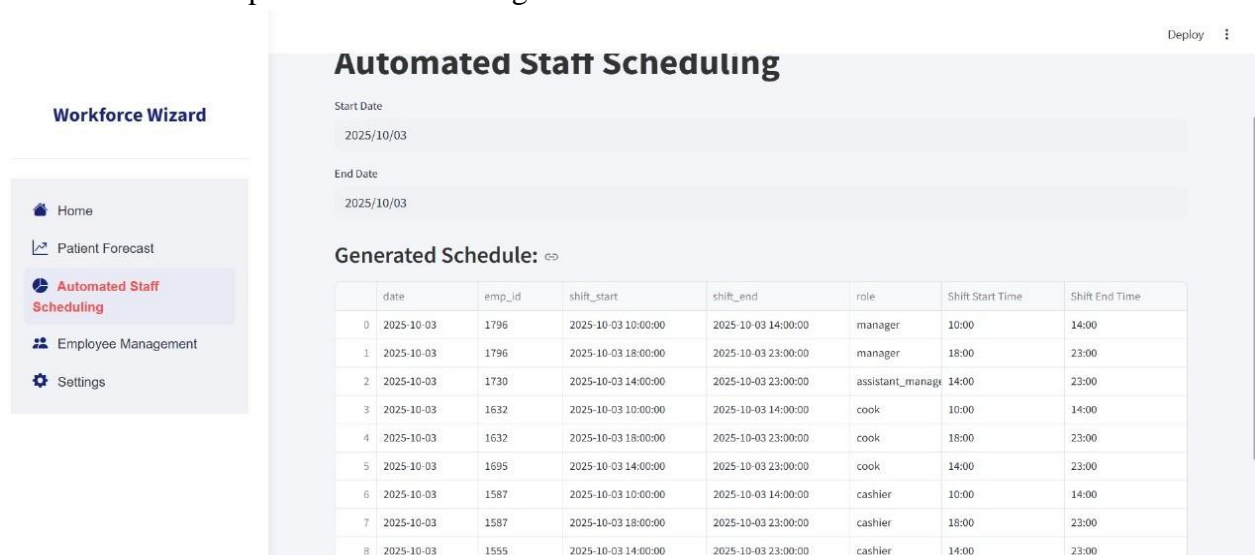 Deploy
Automated Staff Scheduling
Workforce Wizard
Start Date
2025/10/03
End Date
2025/10/03
Home
Patient Forecast
Automated Staff
Scheduling
Employee Management
Settings
Generated Schedule:
date emp_id shift_start shift_end role Shift Start Time Shift End Time
0 2025-10-03 1796 2025-10-03 10:00:00 2025-10-03 14:00:00 manager 10:00 14:00
1 2025-10-03 1796 2025-10-03 18:00:00 2025-10-03 23:00:00 manager 18:00 23:00
2 2025-10-03 1730 2025-10-03 14:00:00 2025-10-03 23:00:00 assistant_manage 14:00 23:00
3 2025-10-03 1632 2025-10-03 10:00:00 2025-10-03 14:00:00 cook 10:00 14:00
4 2025-10-03 1632 2025-10-03 18:00:00 2025-10-03 23:00:00 cook 18:00 23:00
5 2025-10-03 1695 2025-10-03 14:00:00 2025-10-03 23:00:00 cook 14:00 23:00
6 2025-10-03 1587 2025-10-03 10:00:00 2025-10-03 14:00:00 cashier 10:00 14:00
7 2025-10-03 1587 2025-10-03 18:00:00 2025-10-03 23:00:00 cashier 18:00 23:00
8 2025-10-03 1555 2025-10-03 14:00:00 2025-10-03 23:00:00 cashier 14:00 23:00